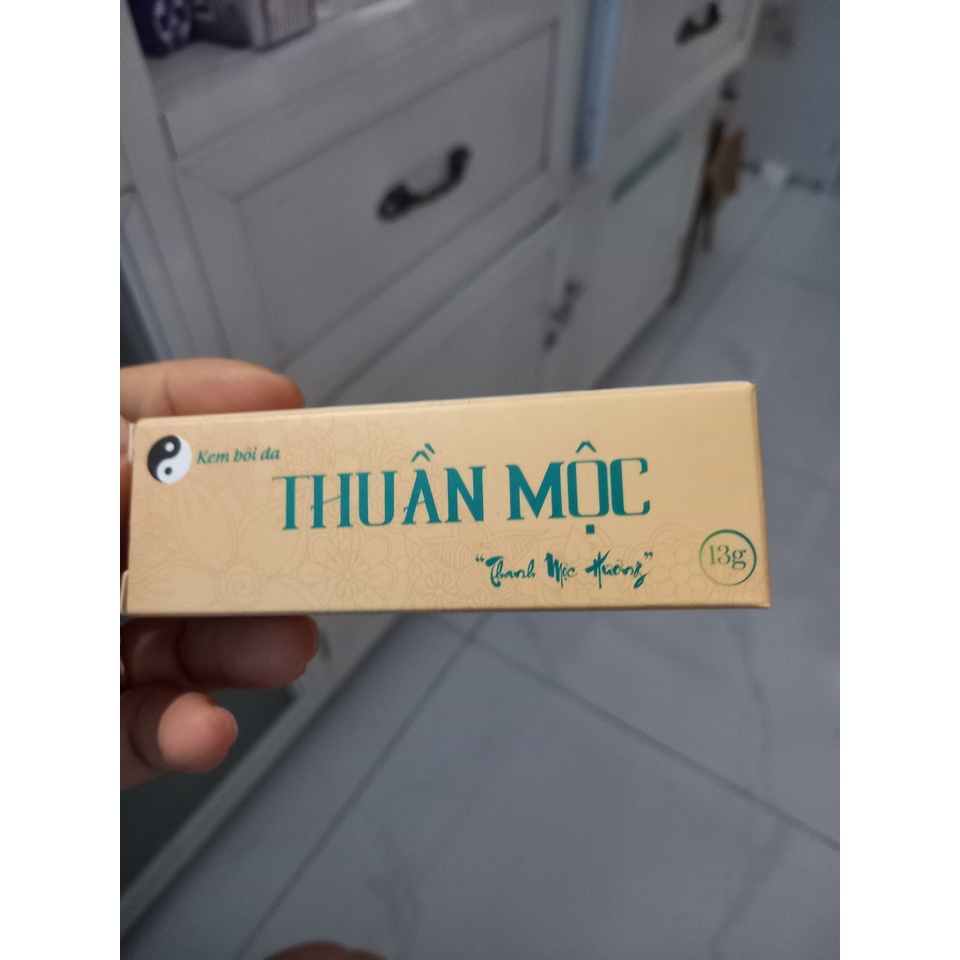 Kem bôi da
THUẦN MỘC
"Thanh Mộc Hương"
13g